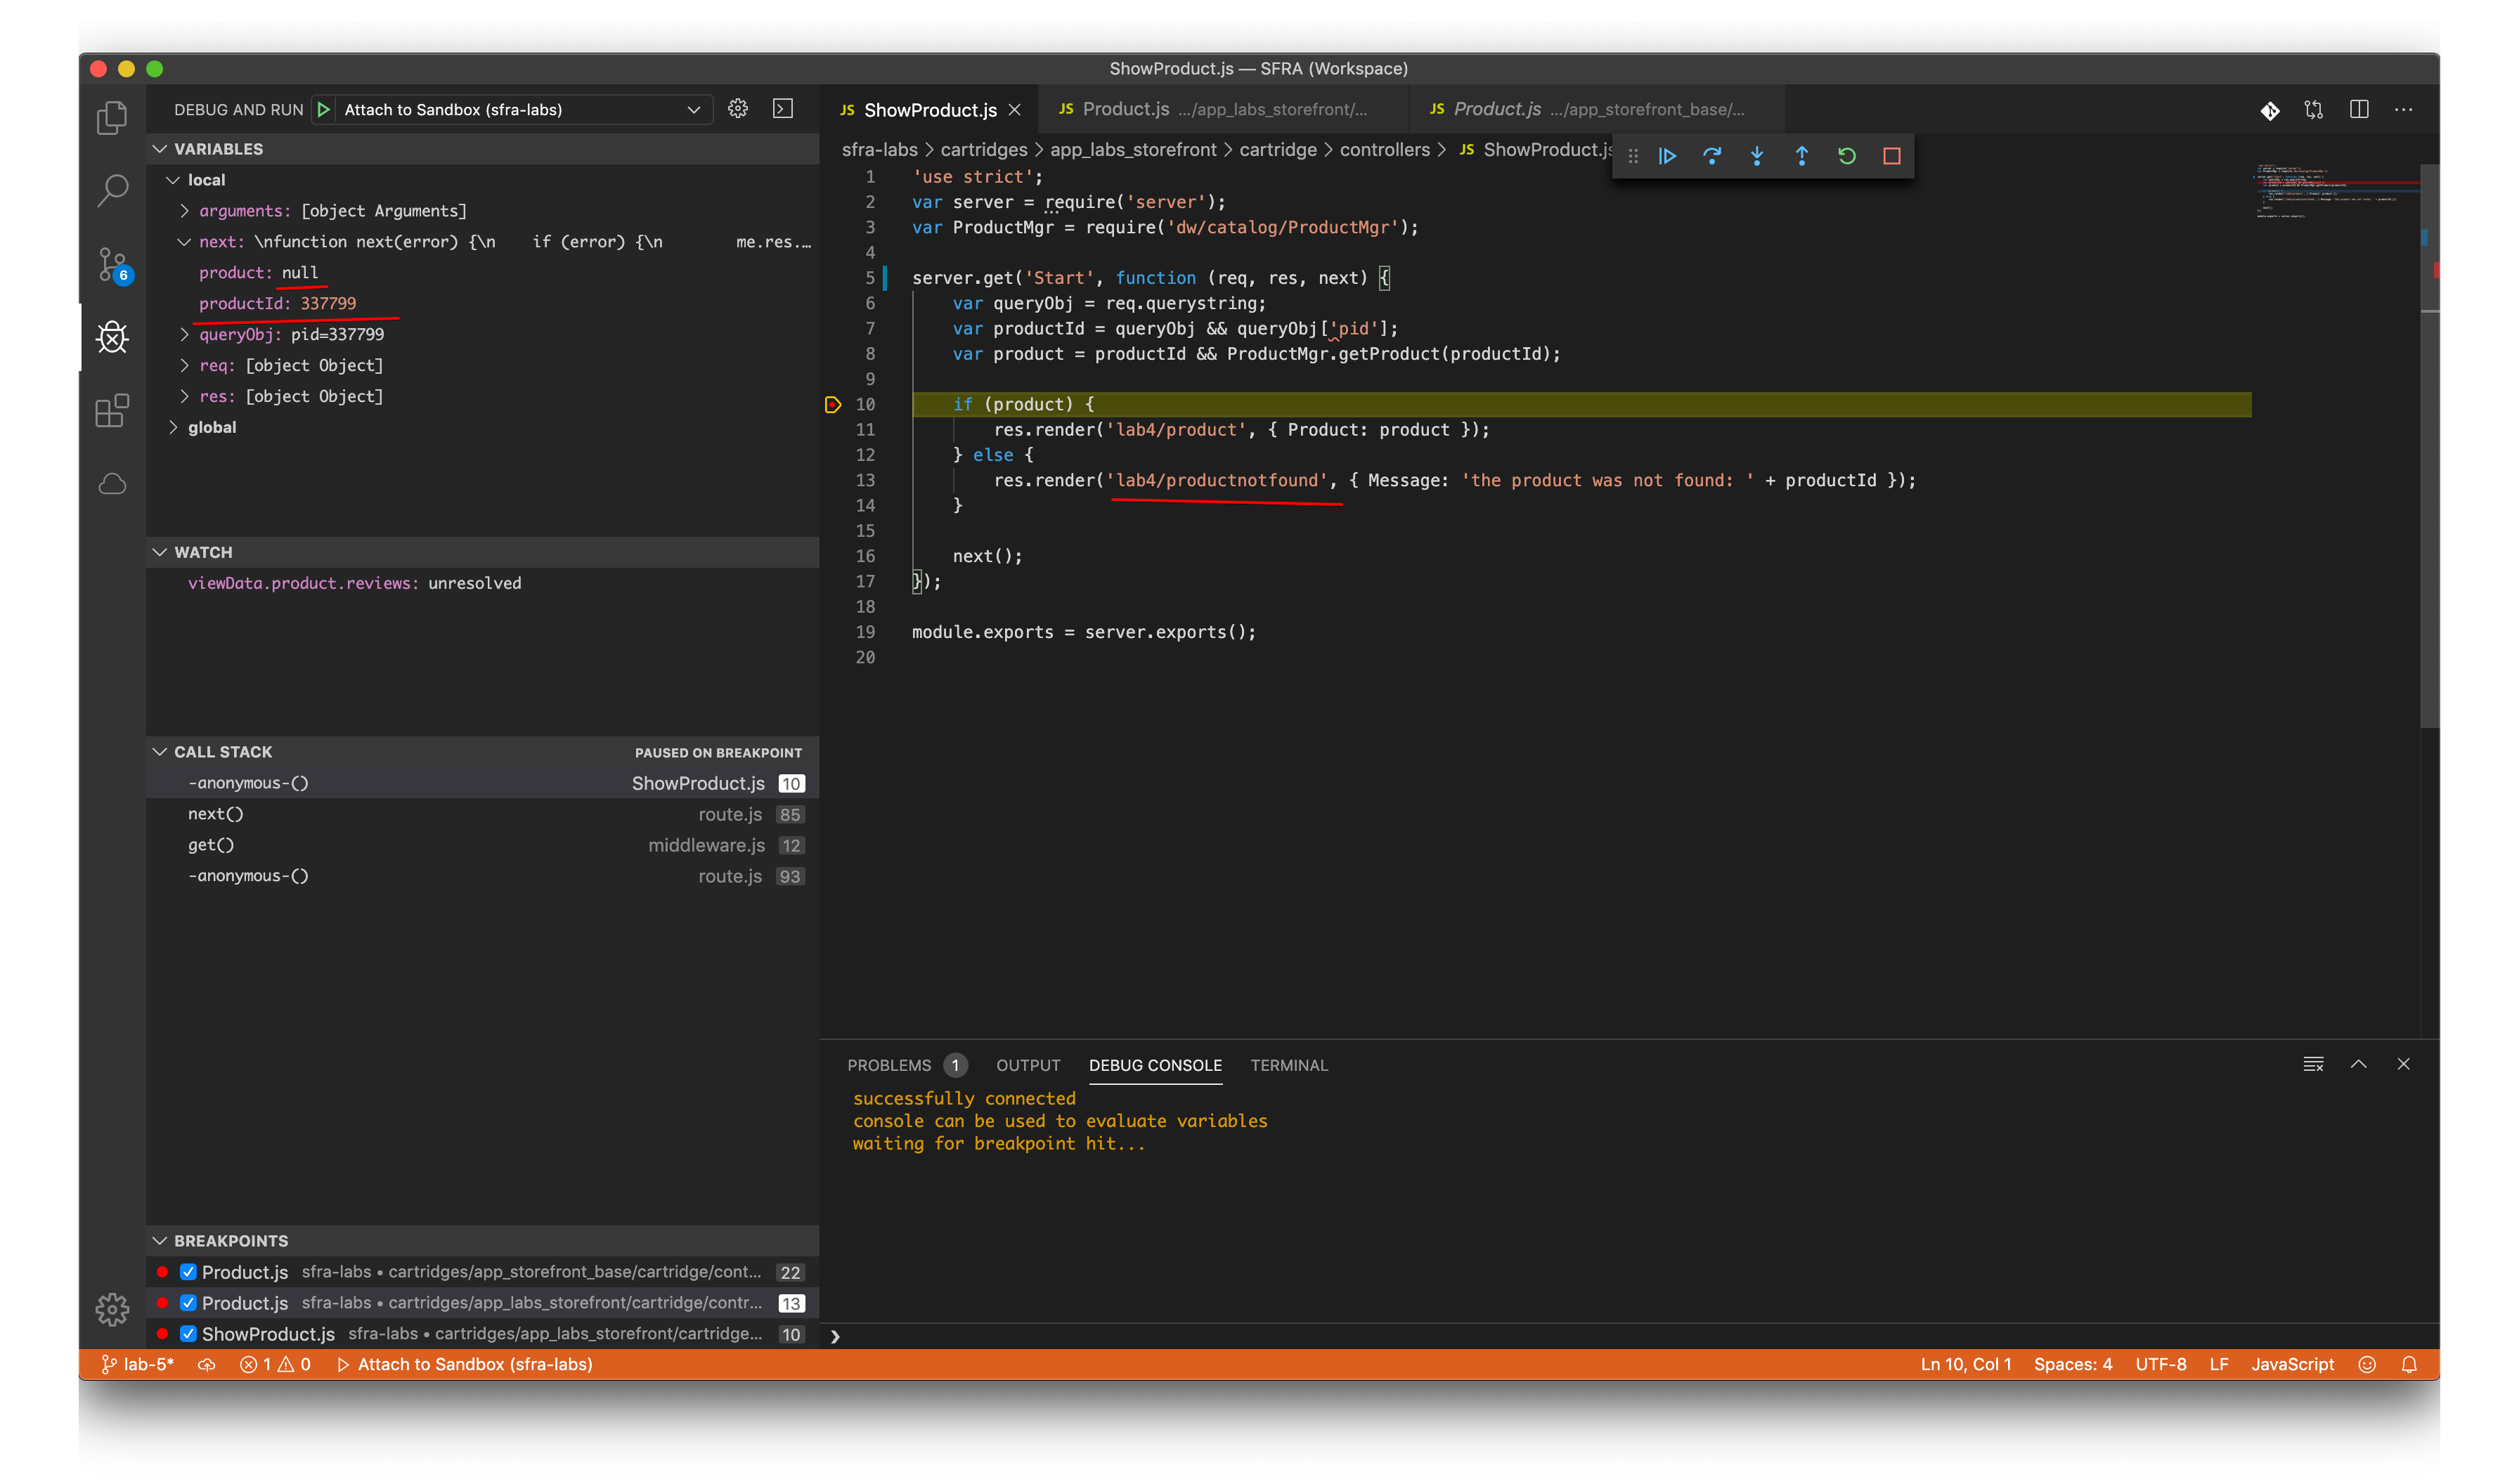 ShowProduct.js — SFRA (Workspace)
DEBUG AND RUN Attach to Sandbox (sfra-labs)
VARIABLES
local
arguments: [object Arguments]
next: \nfunction next(error) {\n    if (error) {\n        me.res.…
product: null
productId: 337799
queryObj: pid=337799
req: [object Object]
res: [object Object]
global
WATCH
viewData.product.reviews: unresolved
CALL STACK PAUSED ON BREAKPOINT
-anonymous-() ShowProduct.js 10
next() route.js 85
get() middleware.js 12
-anonymous-() route.js 93
BREAKPOINTS
Product.js sfra-labs • cartridges/app_storefront_base/cartridge/cont... 22
Product.js sfra-labs • cartridges/app_labs_storefront/cartridge/contr... 13
ShowProduct.js sfra-labs • cartridges/app_labs_storefront/cartridge... 10
6
JS ShowProduct.js JS Product.js .../app_labs_storefront/... JS Product.js .../app_storefront_base/...
sfra-labs > cartridges > app_labs_storefront > cartridge > controllers > JS ShowProduct.js
1 'use strict';
2 var server = require('server');
3 var ProductMgr = require('dw/catalog/ProductMgr');
4
5 server.get('Start', function (req, res, next) {
6     var queryObj = req.querystring;
7     var productId = queryObj && queryObj['pid'];
8     var product = productId && ProductMgr.getProduct(productId);
9
10     if (product) {
11         res.render('lab4/product', { Product: product });
12     } else {
13         res.render('lab4/productnotfound', { Message: 'the product was not found: ' + productId });
14     }
15
16     next();
17 });
18
19 module.exports = server.exports();
20
PROBLEMS 1 OUTPUT DEBUG CONSOLE TERMINAL
successfully connected
console can be used to evaluate variables
waiting for breakpoint hit...
lab-5* 1 0 Attach to Sandbox (sfra-labs) Ln 10, Col 1 Spaces: 4 UTF-8 LF JavaScript